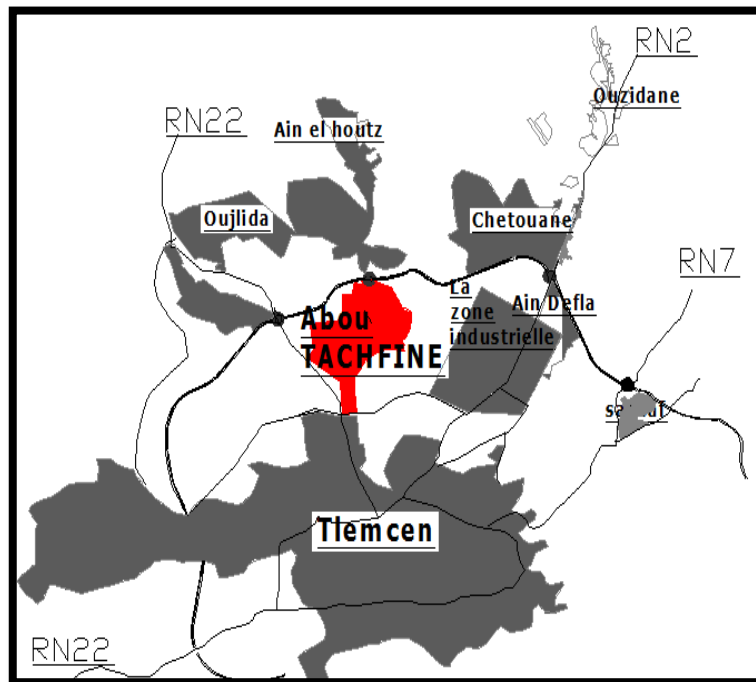 RN2
Ouzidane
RN22
Ain el houtz
Oujlida
Chetouane
RN7
La
zone
industrielle
Ain Defla
Abou
TACHFINE
Tlemcen
RN22